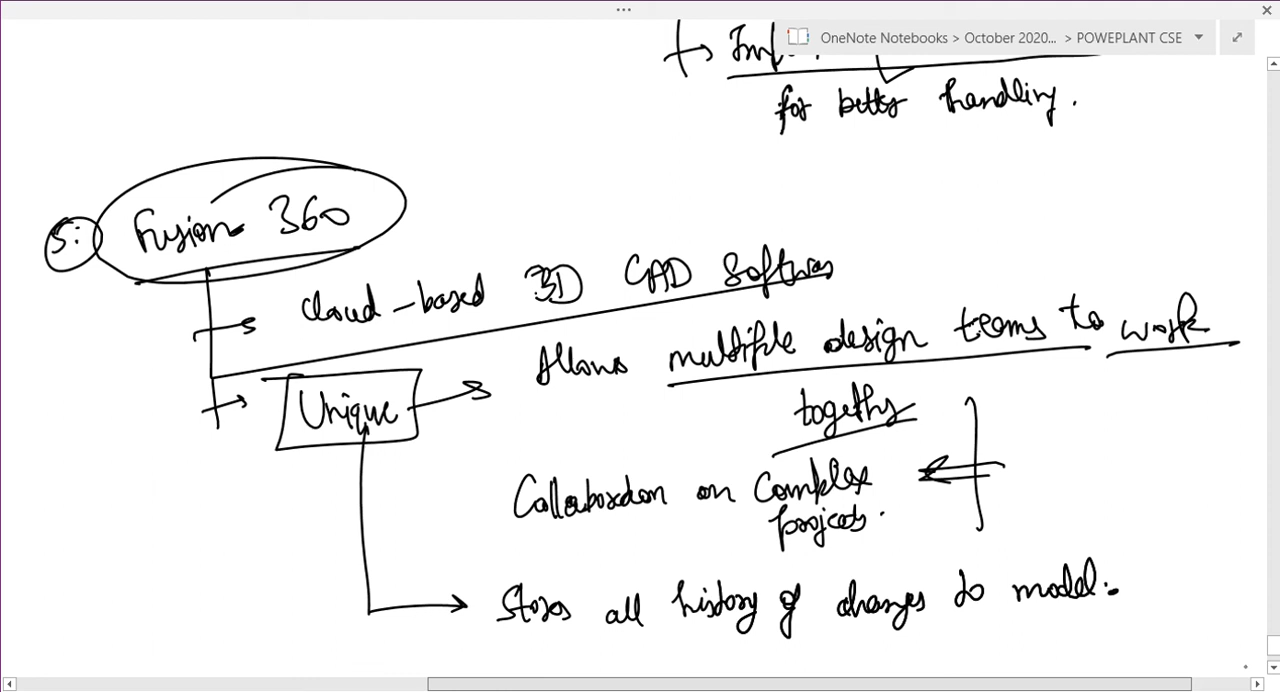 OneNote Notebooks > October 2020... > POWEPLANT CSE
for better handling.
5: Fusion 360
Cloud-based 3D CAD Software
Unique
Allows multiple design teams to work
together
Collaboration on Complex
projects.
Stores all history of changes to model.